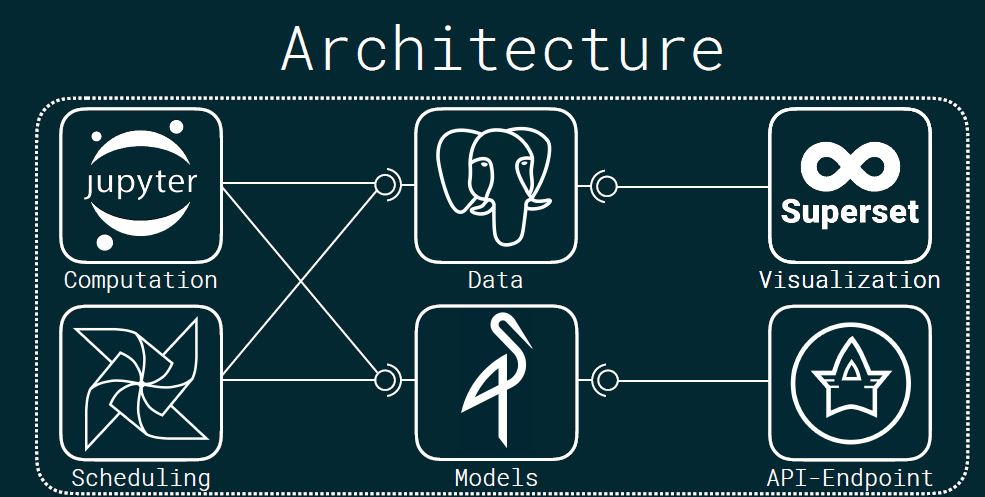 Architecture
jupyter
Superset
Computation
Data
Visualization
Scheduling
Models
API-Endpoint